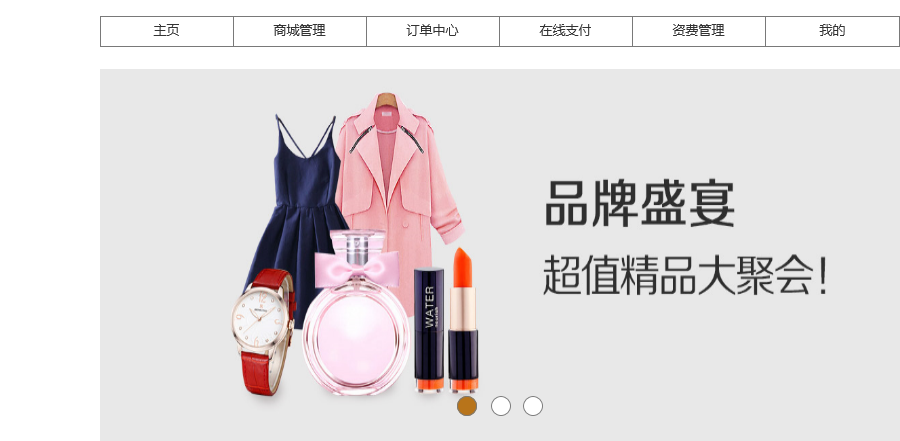 主页
商城管理
订单中心
在线支付
资费管理
我的
品牌盛宴
超值精品大聚会!
WATER